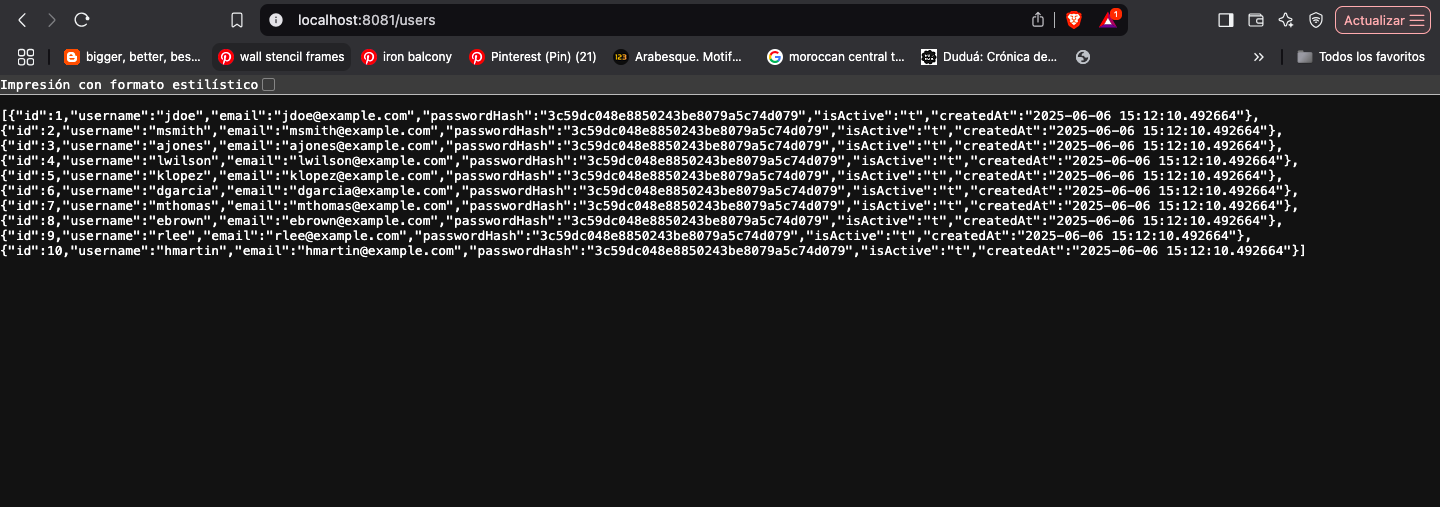 localhost:8081/users
1
Actualizar
bigger, better, bes...
wall stencil frames
iron balcony
Pinterest (Pin) (21)
123
Arabesque. Motif...
moroccan central t...
Duduá: Crónica de...
»
Todos los favoritos
Impresión con formato estilístico
[{"id":1,"username":"jdoe","email":"jdoe@example.com","passwordHash":"3c59dc048e8850243be8079a5c74d079","isActive":"t","createdAt":"2025-06-06 15:12:10.492664"},
{"id":2,"username":"msmith","email":"msmith@example.com","passwordHash":"3c59dc048e8850243be8079a5c74d079","isActive":"t","createdAt":"2025-06-06 15:12:10.492664"},
{"id":3,"username":"ajones","email":"ajones@example.com","passwordHash":"3c59dc048e8850243be8079a5c74d079","isActive":"t","createdAt":"2025-06-06 15:12:10.492664"},
{"id":4,"username":"lwilson","email":"lwilson@example.com","passwordHash":"3c59dc048e8850243be8079a5c74d079","isActive":"t","createdAt":"2025-06-06 15:12:10.492664"},
{"id":5,"username":"klopez","email":"klopez@example.com","passwordHash":"3c59dc048e8850243be8079a5c74d079","isActive":"t","createdAt":"2025-06-06 15:12:10.492664"},
{"id":6,"username":"dgarcia","email":"dgarcia@example.com","passwordHash":"3c59dc048e8850243be8079a5c74d079","isActive":"t","createdAt":"2025-06-06 15:12:10.492664"},
{"id":7,"username":"mthomas","email":"mthomas@example.com","passwordHash":"3c59dc048e8850243be8079a5c74d079","isActive":"t","createdAt":"2025-06-06 15:12:10.492664"},
{"id":8,"username":"ebrown","email":"ebrown@example.com","passwordHash":"3c59dc048e8850243be8079a5c74d079","isActive":"t","createdAt":"2025-06-06 15:12:10.492664"},
{"id":9,"username":"rlee","email":"rlee@example.com","passwordHash":"3c59dc048e8850243be8079a5c74d079","isActive":"t","createdAt":"2025-06-06 15:12:10.492664"},
{"id":10,"username":"hmartin","email":"hmartin@example.com","passwordHash":"3c59dc048e8850243be8079a5c74d079","isActive":"t","createdAt":"2025-06-06 15:12:10.492664"}]